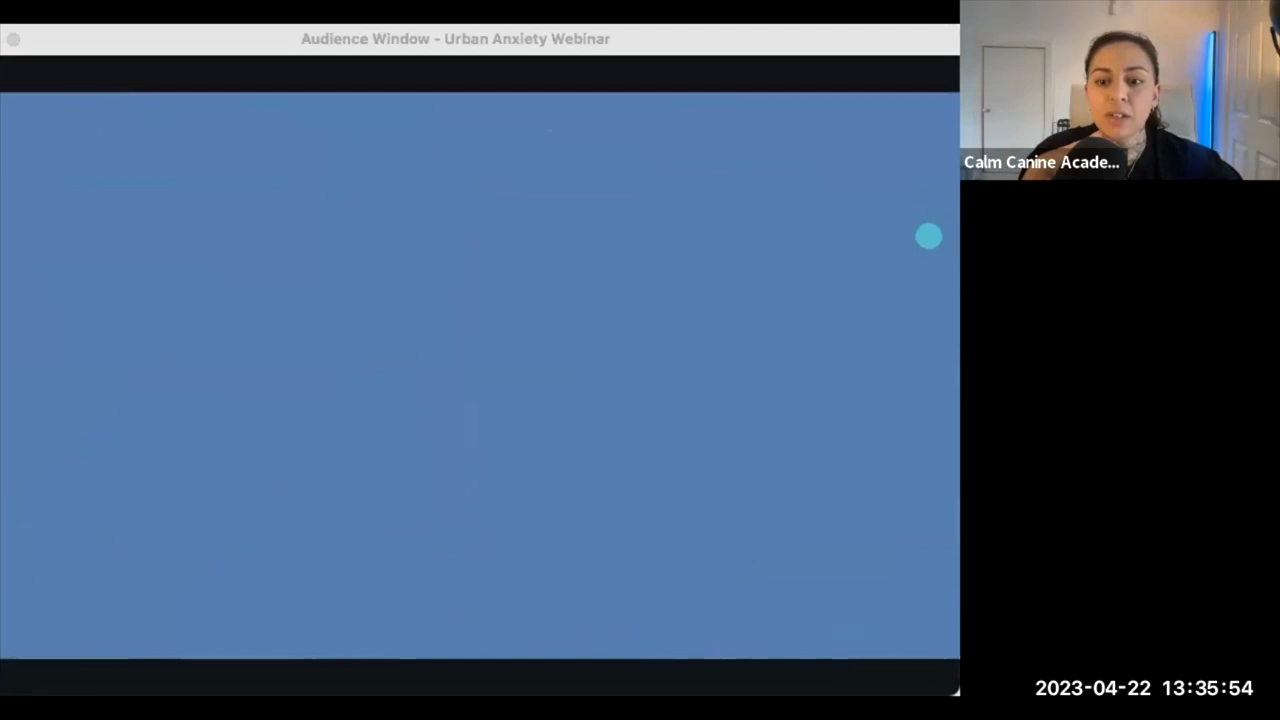 Audience Window - Urban Anxiety Webinar
Calm Canine Acade...
2023-04-22 13:35:54